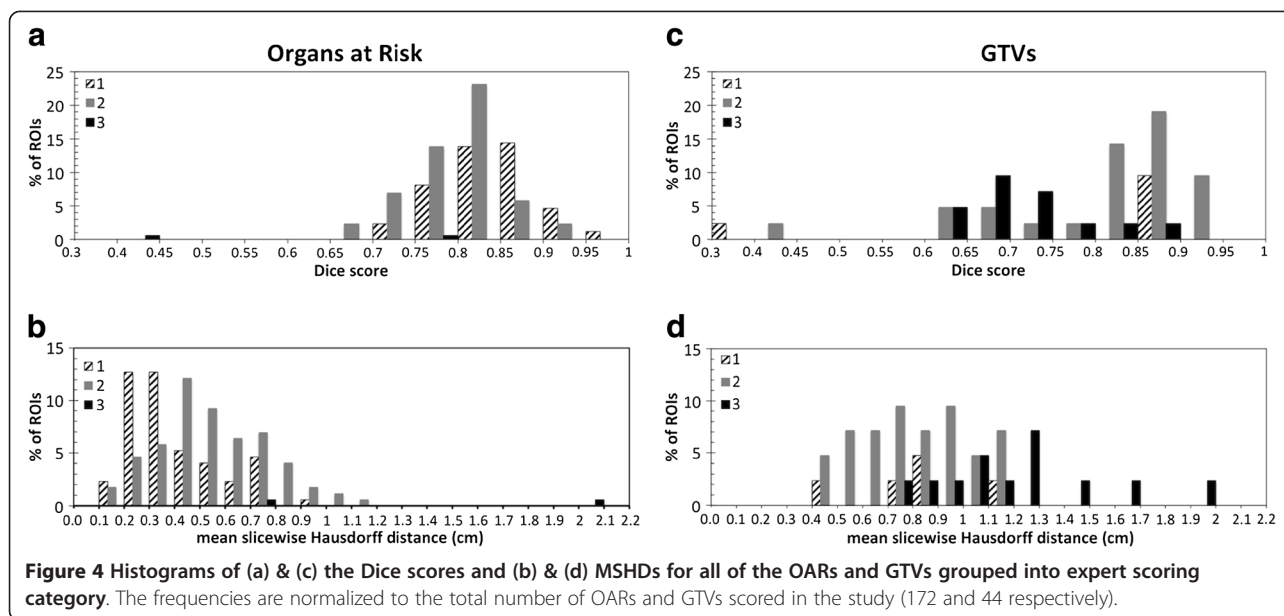 a
Organs at Risk
25
20
15
10
5
0
% of ROIs
1
2
3
0.3 0.4 0.45 0.5 0.55 0.6 0.65 0.7 0.75 0.8 0.85 0.9 0.95 1
Dice score
c
GTVs
25
20
15
10
5
0
% of ROIs
1
2
3
0.3 0.4 0.45 0.5 0.55 0.6 0.65 0.7 0.75 0.8 0.85 0.9 0.95 1
Dice score
b
15
10
5
0
% of ROIs
1
2
3
0.0 0.1 0.2 0.3 0.4 0.5 0.6 0.7 0.8 0.9 1 1.1 1.2 1.3 1.4 1.5 1.6 1.7 1.8 1.9 2 2.1 2.2
mean slicewise Hausdorff distance (cm)
d
15
10
5
0
% of ROIs
1
2
3
0.0 0.1 0.2 0.3 0.4 0.5 0.6 0.7 0.8 0.9 1 1.1 1.2 1.3 1.4 1.5 1.6 1.7 1.8 1.9 2 2.1 2.2
mean slicewise Hausdorff distance (cm)
Figure 4 Histograms of (a) & (c) the Dice scores and (b) & (d) MSHDs for all of the OARs and GTVs grouped into expert scoring
category. The frequencies are normalized to the total number of OARs and GTVs scored in the study (172 and 44 respectively).